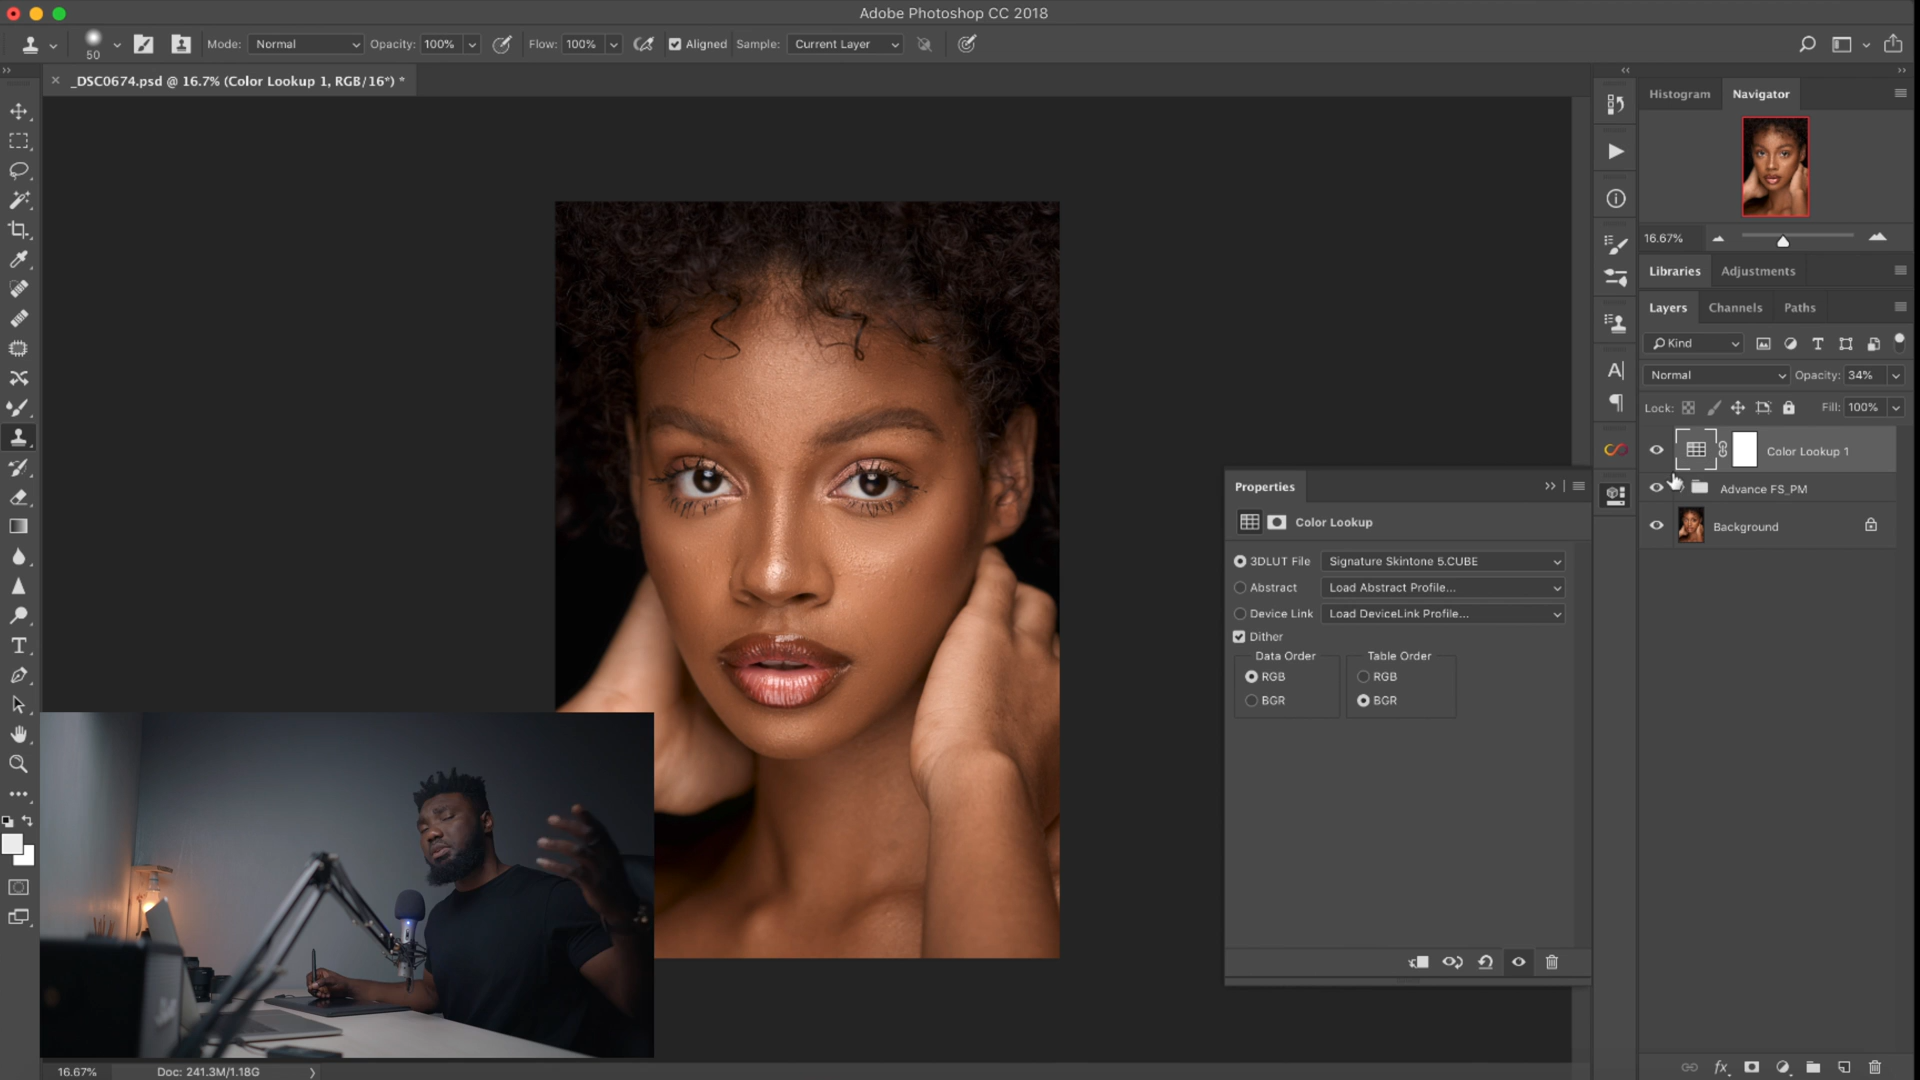 Adobe Photoshop CC 2018
50
Mode: Normal Opacity: 100% Flow: 100% Aligned Sample: Current Layer
× _DSC0674.psd @ 16.7% (Color Lookup 1, RGB/16*) *
Histogram Navigator
16.67%
Libraries Adjustments
Layers Channels Paths
Kind
Normal Opacity: 34%
Lock: Fill: 100%
Color Lookup 1
Advance FS_PM
Background
Properties
Color Lookup
3DLUT File Signature Skintone 5.CUBE
Abstract Load Abstract Profile...
Device Link Load DeviceLink Profile...
Dither
Data Order Table Order
RGB RGB
BGR BGR
16.67% Doc: 241.3M/1.18G